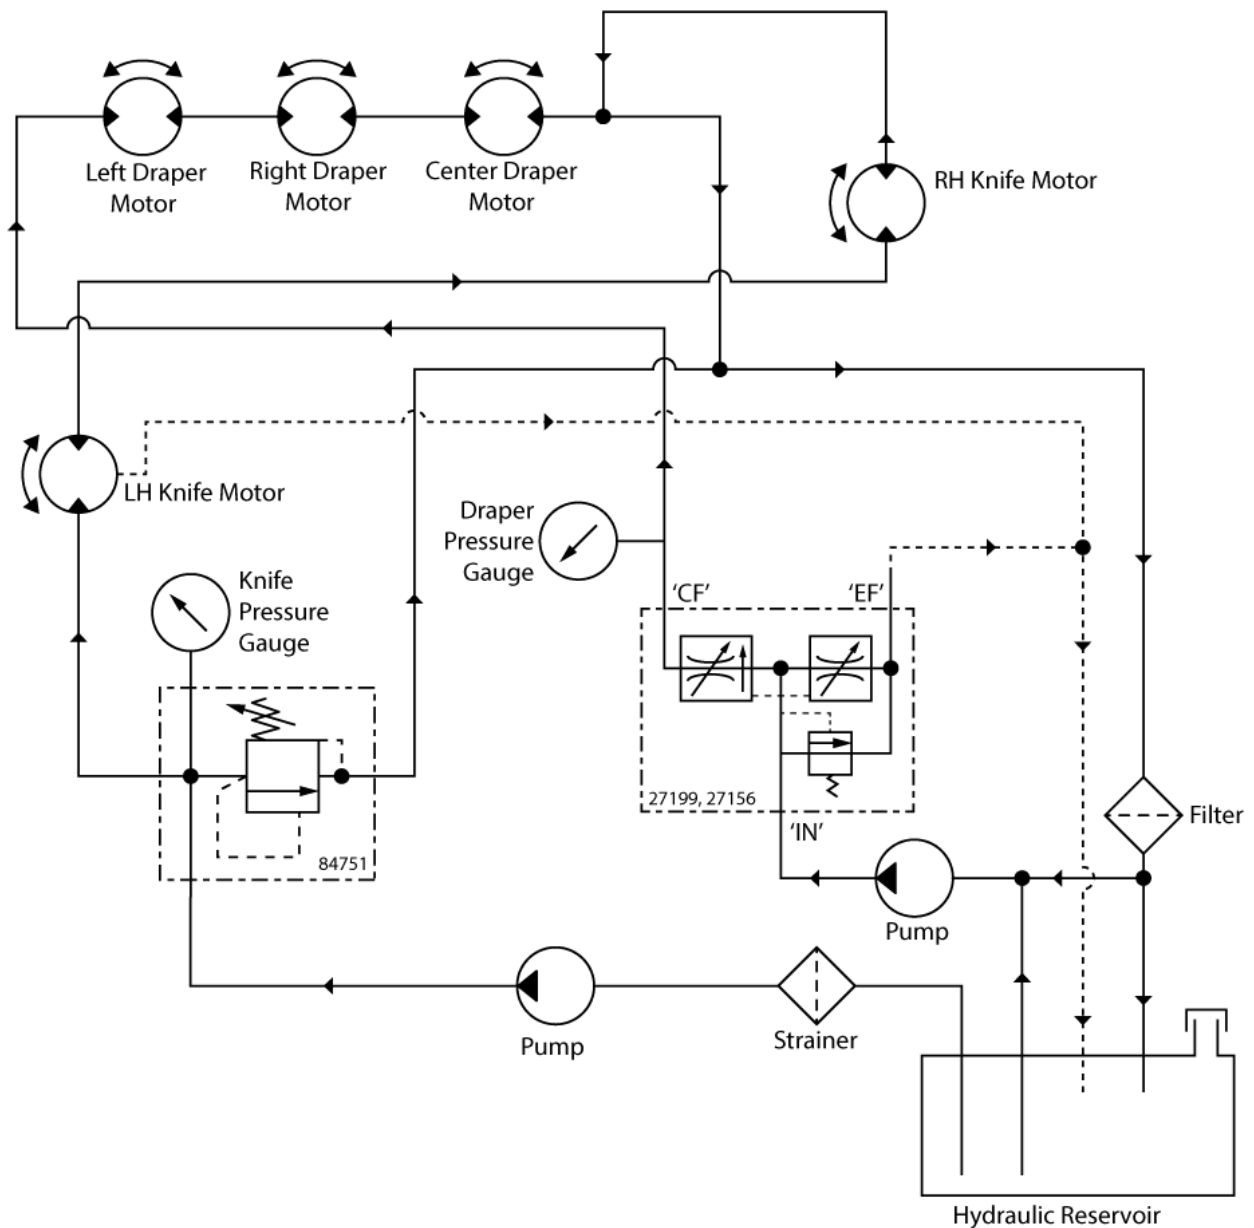 Left Draper
Motor
Right Draper
Motor
Center Draper
Motor
RH Knife Motor
LH Knife Motor
Draper
Pressure
Gauge
Knife
Pressure
Gauge
‘CF’
‘EF’
27199, 27156
‘IN’
84751
Filter
Pump
Pump
Strainer
Hydraulic Reservoir